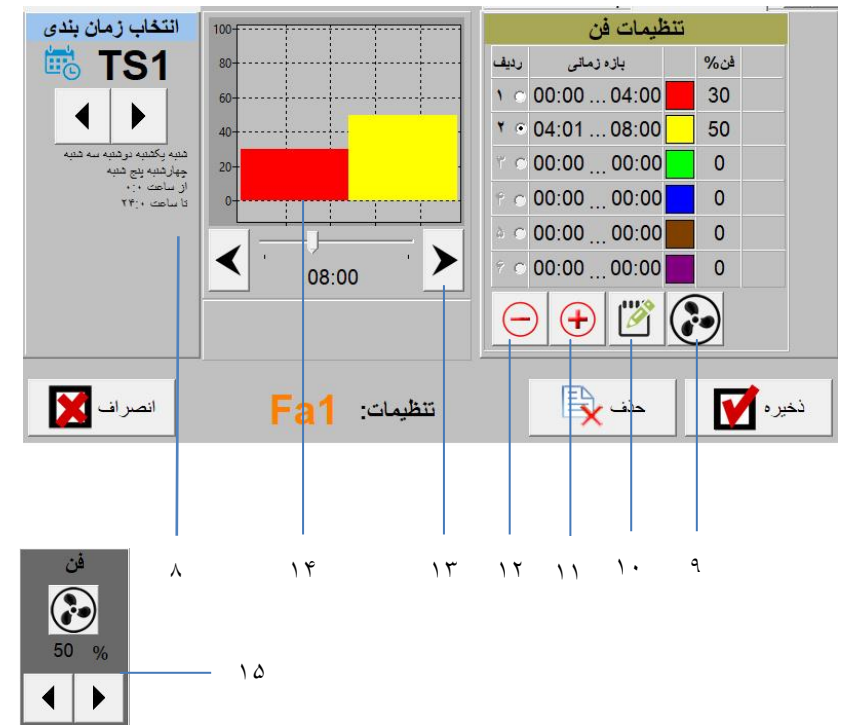 انتخاب زمان بندی
TS1
شنبه یکشنبه دوشنبه سه شنبه
چهارشنبه پنج شنبه
از ساعت ۰:۰
تا ساعت ۲۴:۰
100
80
60
40
20
0
08:00
تنظیمات فن
ردیف بازه زمانی فن%
۱ 00:00 ... 04:00 30
۲ 04:01 ... 08:00 50
۳ 00:00 ... 00:00 0
۴ 00:00 ... 00:00 0
۵ 00:00 ... 00:00 0
۶ 00:00 ... 00:00 0
ذخیره
حذف
تنظیمات: Fa1
انصراف
۸ ۱۴ ۱۳ ۱۲ ۱۱ ۱۰ ۹
فن
50 %
۱۵